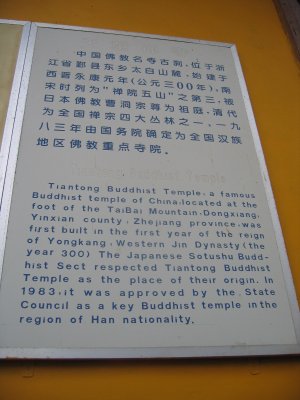 中国佛教名寺古刹，位于浙
江省鄞县东乡太白山麓，始建于
西晋永康元年（公元三00年），南
宋时列为“禅院五山”之第三，被
日本佛教曹洞宗尊为祖庭，清代
为全国禅宗四大丛林之一，一九
八三年由国务院确定为全国汉族
地区佛教重点寺院。
Tiantong Buddhist Temple
Tiantong Buddhist Temple, a famous
Buddhist temple of China, located at the
foot of the TaiBai Mountain, Dongxiang,
Yinxian county, Zhejiang province, was
first built in the first year of the reign
of Yongkang, Western Jin Dynasty (the
year 300) The Japanese Sotushu Budd-
hist Sect respected Tiantong Buddhist
Temple as the place of their origin. In
1983, it was approved by the State
Council as a key Buddhist temple in the
region of Han nationality.